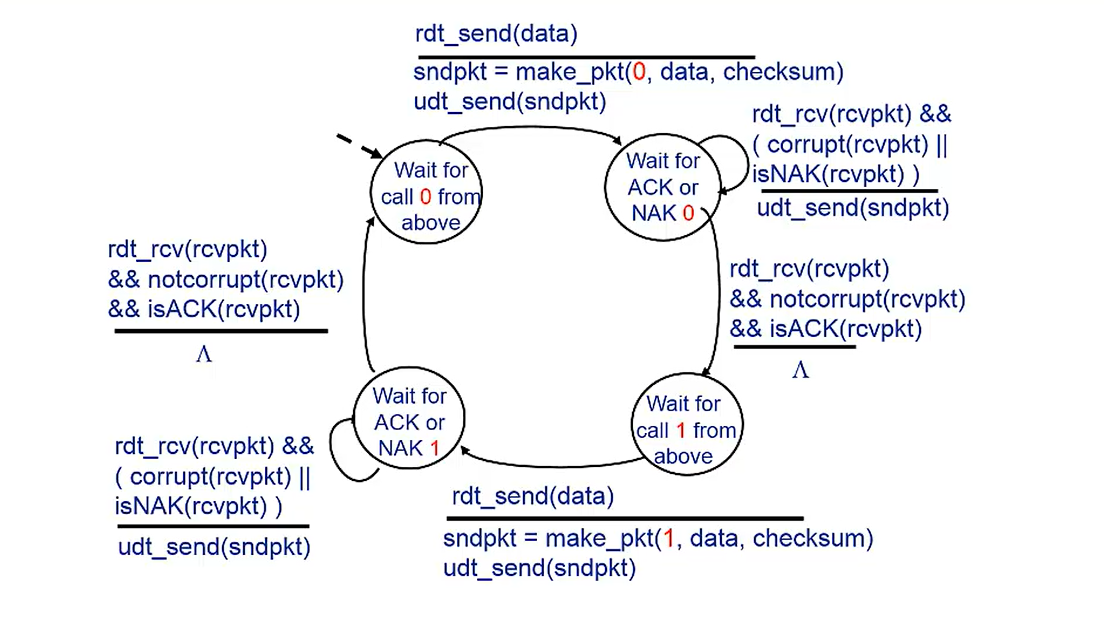 rdt_send(data)
sndpkt = make_pkt(0, data, checksum)
udt_send(sndpkt)
rdt_rcv(rcvpkt) &&
( corrupt(rcvpkt) ||
isNAK(rcvpkt) )
udt_send(sndpkt)
Wait for
call 0 from
above
Wait for
ACK or
NAK 0
rdt_rcv(rcvpkt)
&& notcorrupt(rcvpkt)
&& isACK(rcvpkt)
Λ
rdt_rcv(rcvpkt)
&& notcorrupt(rcvpkt)
&& isACK(rcvpkt)
Λ
Wait for
ACK or
NAK 1
Wait for
call 1 from
above
rdt_rcv(rcvpkt) &&
( corrupt(rcvpkt) ||
isNAK(rcvpkt) )
udt_send(sndpkt)
rdt_send(data)
sndpkt = make_pkt(1, data, checksum)
udt_send(sndpkt)